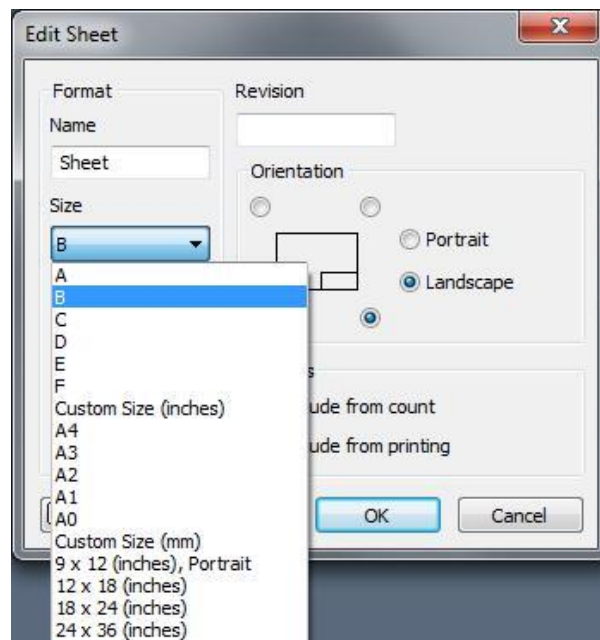 Edit Sheet
Format
Revision
Name
Sheet
Orientation
Size
B
Portrait
Landscape
A
B
C
D
E
F
Custom Size (inches)
ude from count
A4
A3
ude from printing
A2
A1
A0
OK
Cancel
Custom Size (mm)
9 x 12 (inches), Portrait
12 x 18 (inches)
18 x 24 (inches)
24 x 36 (inches)